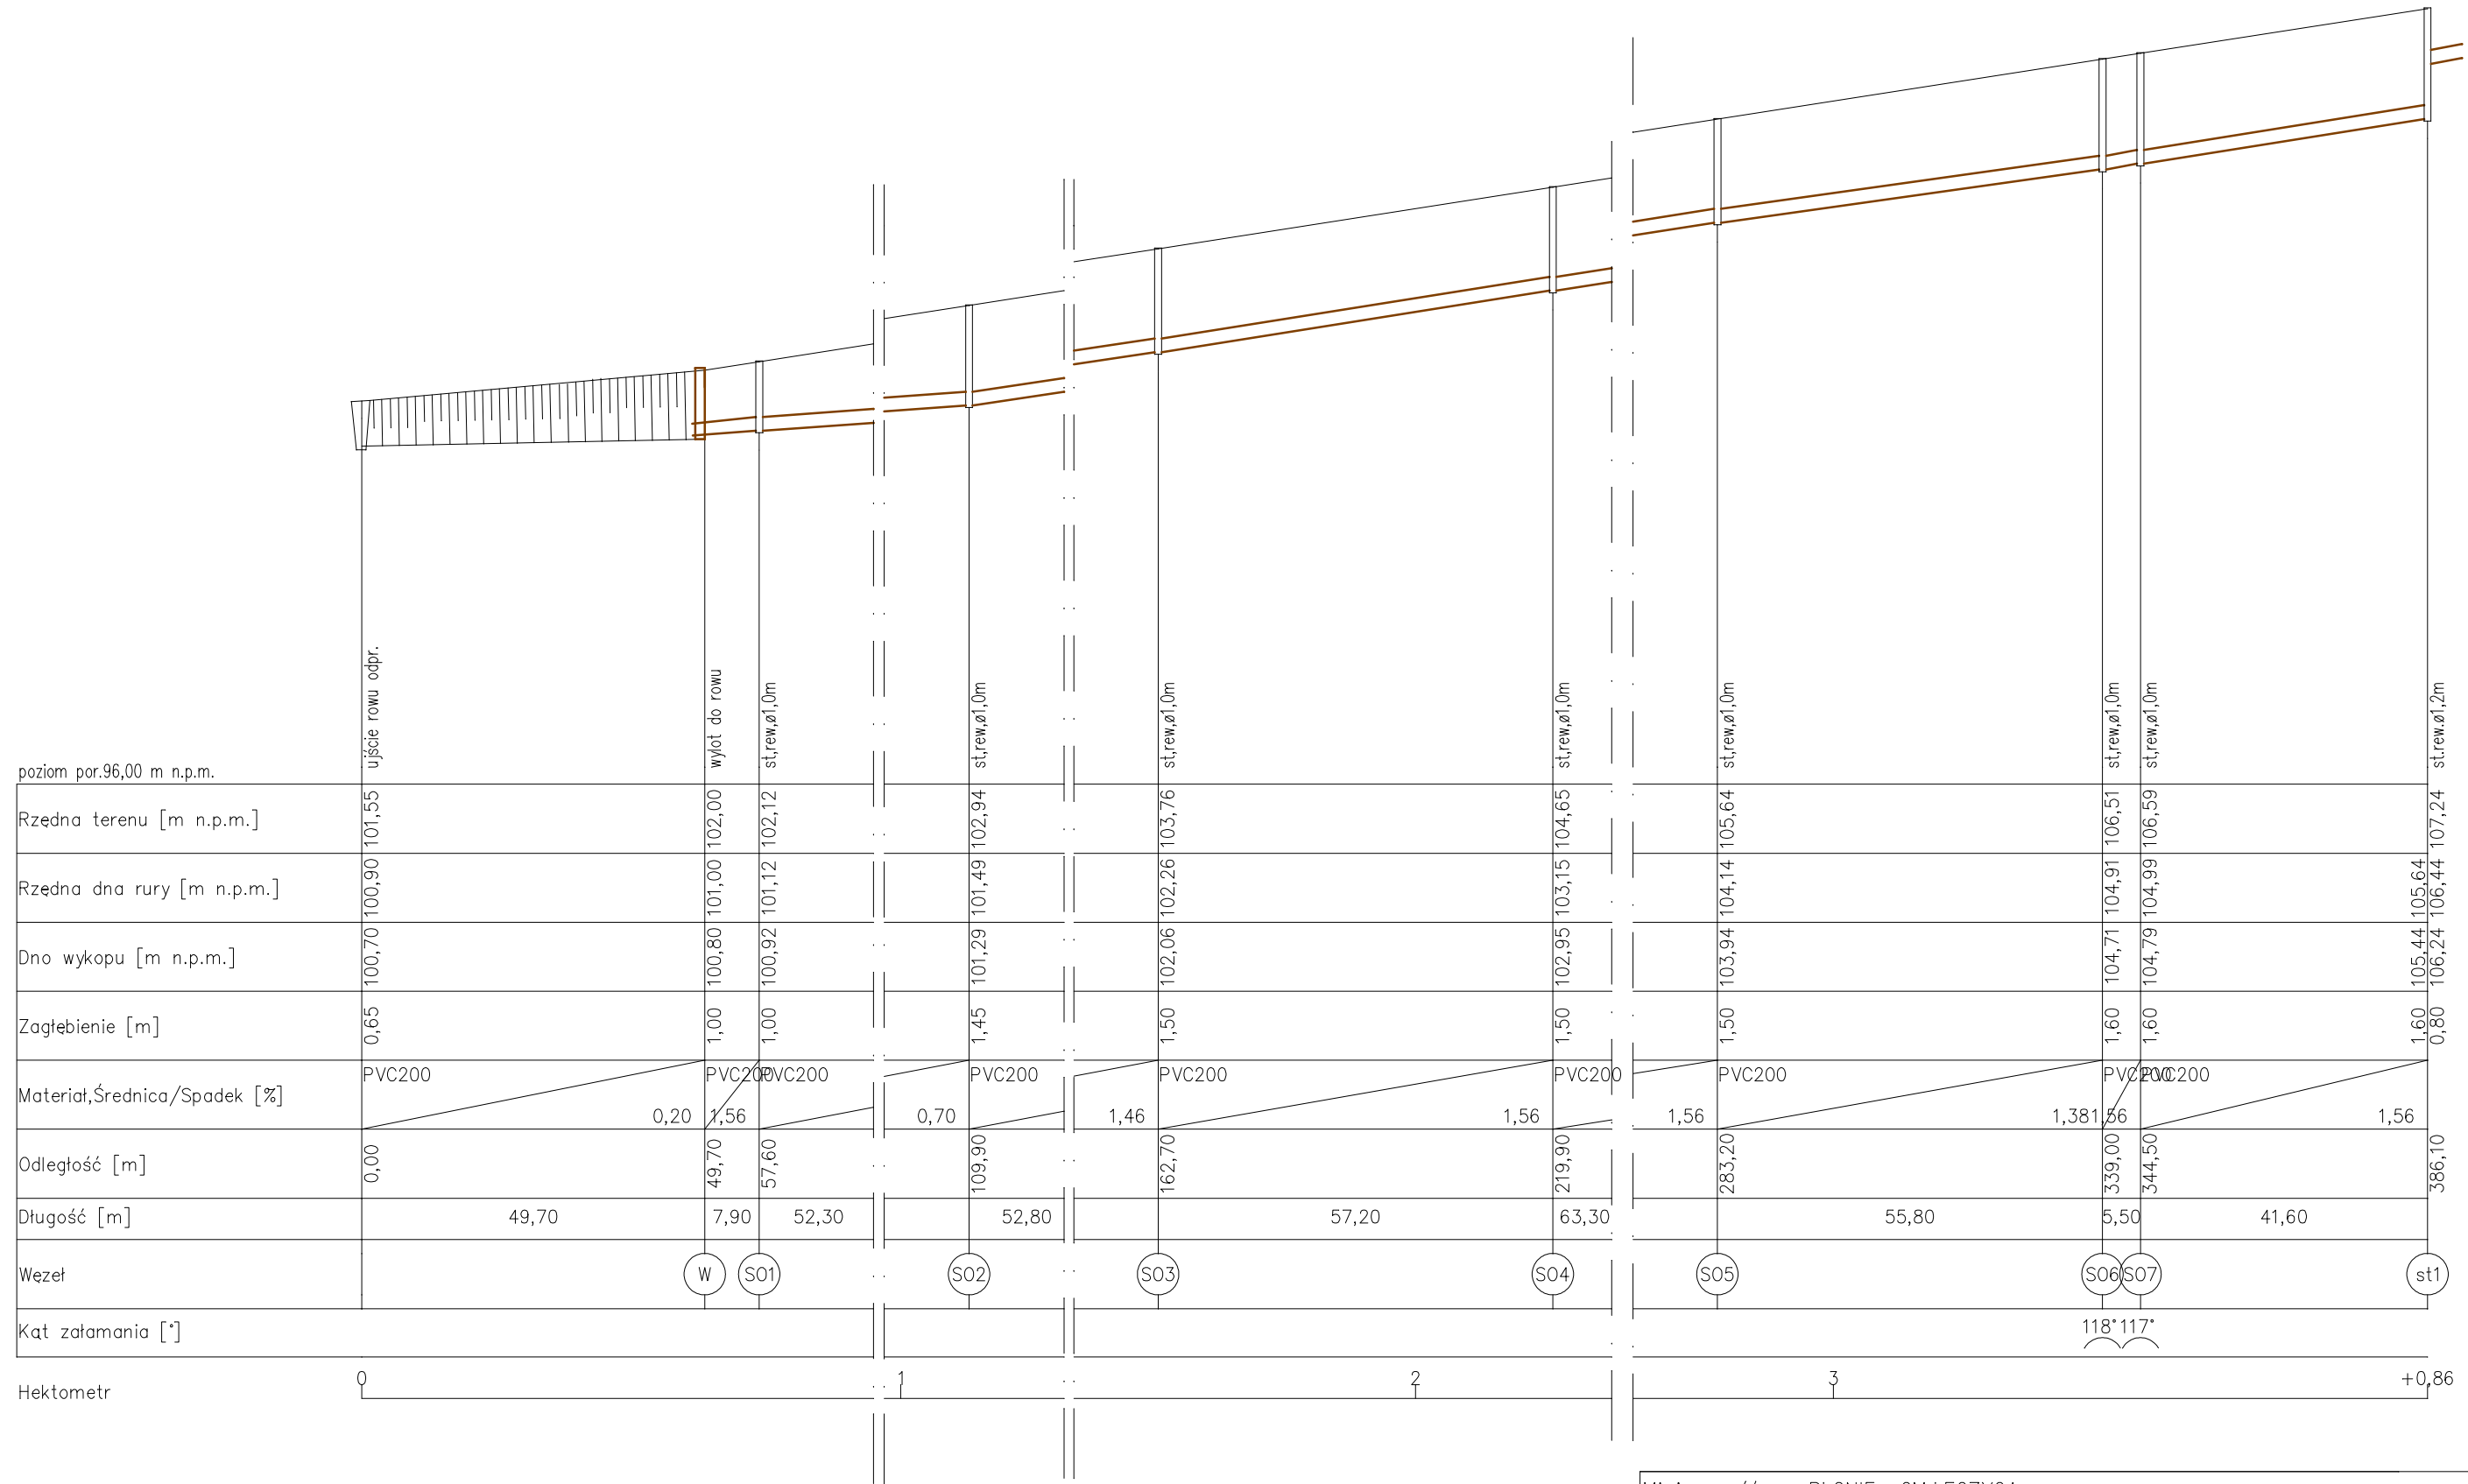 ujście rowu odpr.
wylot do rowu
st,rew,ø1,0m
st,rew,ø1,0m
st,rew,ø1,0m
st,rew,ø1,0m
st,rew,ø1,0m
st,rew,ø1,0m
st,rew,ø1,0m
st.rew.ø1,2m
poziom por.96,00 m n.p.m.
Rzędna terenu [m n.p.m.] 101,55 102,00 102,12 102,94 103,76 104,65 105,64 106,51 106,59 107,24
Rzędna dna rury [m n.p.m.] 100,90 101,00 101,12 101,49 102,26 103,15 104,14 104,91 104,99 105,64 106,44
Dno wykopu [m n.p.m.] 100,70 100,80 100,92 101,29 102,06 102,95 103,94 104,71 104,79 105,44 106,24
Zagłębienie [m] 0,65 1,00 1,00 1,45 1,50 1,50 1,50 1,60 1,60 1,60 0,80
PVC200 PVC200 PVC200 PVC200 PVC200 PVC200 PVC200 PVC200 PVC200
Materiał,Średnica/Spadek [%]
0,20 1,56 0,70 1,46 1,56 1,56 1,38 1,56 1,56
Odległość [m] 0,00 49,70 57,60 109,90 162,70 219,90 283,20 339,00 344,50 386,10
Długość [m] 49,70 7,90 52,30 52,80 57,20 63,30 55,80 5,50 41,60
Węzeł W SO1 SO2 SO3 SO4 SO5 SO6 SO7 st1
Kąt załamania [°] 118° 117°
Hektometr 0 1 2 3 +0,86